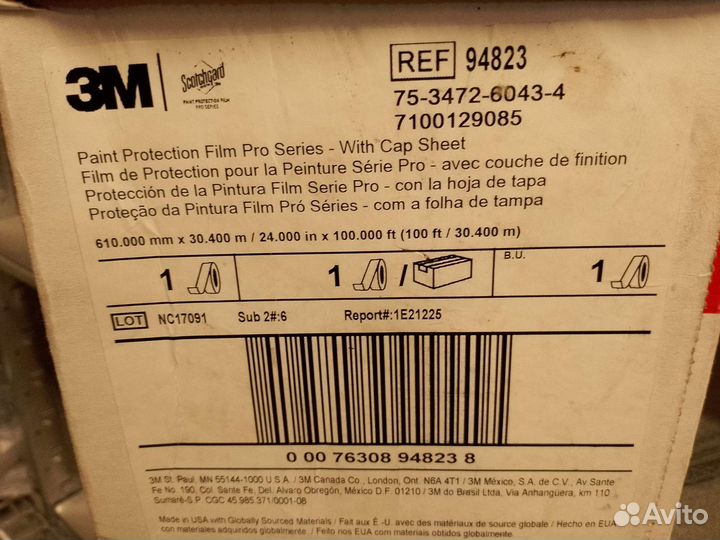 3M
Scotchgard
PAINT PROTECTION FILM
PRO SERIES
REF 94823
75-3472-6043-4
7100129085
Paint Protection Film Pro Series - With Cap Sheet
Film de Protection pour la Peinture Série Pro - avec couche de finition
Protección de la Pintura Film Serie Pro - con la hoja de tapa
Proteção da Pintura Film Pró Séries - com a folha de tampa
610.000 mm x 30.400 m / 24.000 in x 100.000 ft (100 ft / 30.400 m)
1 1 / B.U. 1
LOT NC17091 Sub 2#:6 Report#:1E21225
0 00 76308 94823 8
3M St. Paul, MN 55144-1000 U S A / 3M Canada Co., London, Ont. N6A 4T1 / 3M México, S.A. de C.V., Av Sante
Fe No. 190, Col. Sante Fe, Del. Alvaro Obregón, México D.F. 01210 / 3M do Brasil Ltda, Via Anhanguera, km 110
Sumaré-S.P. CGC 45.985.371/0001-08
Made in USA with Globally Sourced Materials / Fait aux É.-U. avec des matériaux de source globale / Hecho en EUA
con materiales adquiridos globalmente. / Feito nos EUA com materiais de origem global.
Avito